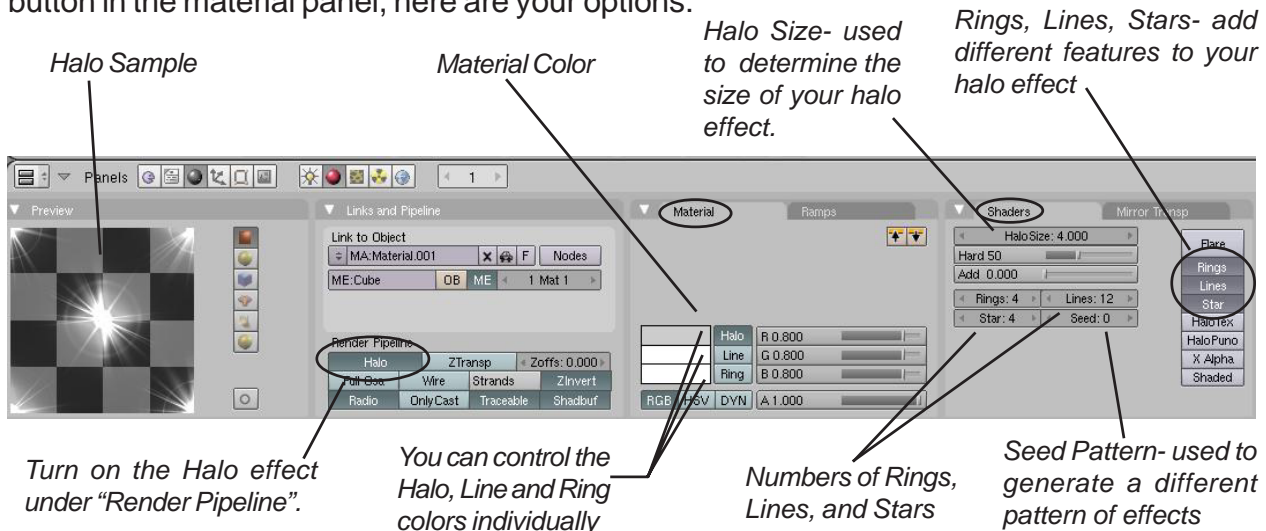 button in the material panel, here are your options:
Halo Sample
Material Color
Halo Size- used
to determine the
size of your halo
effect.
Rings, Lines, Stars- add
different features to your
halo effect
Panels
1
Preview
Links and Pipeline
Link to Object
MA:Material.001
F
Nodes
ME:Cube
OB
ME
1 Mat 1
Render Pipeline
Halo
ZTransp
Zoffs: 0.000
Full Osa
Wire
Strands
ZInvert
Radio
OnlyCast
Traceable
Shadbuf
Material
Ramps
Halo
R 0.800
Line
G 0.800
Ring
B 0.800
RGB
HSV
DYN
A 1.000
Shaders
Mirror Transp
HaloSize: 4.000
Hard 50
Add 0.000
Rings: 4
Lines: 12
Star: 4
Seed: 0
Flare
Rings
Lines
Star
HaloTex
HaloPuno
X Alpha
Shaded
Turn on the Halo effect
under “Render Pipeline”.
You can control the
Halo, Line and Ring
colors individually
Numbers of Rings,
Lines, and Stars
Seed Pattern- used to
generate a different
pattern of effects